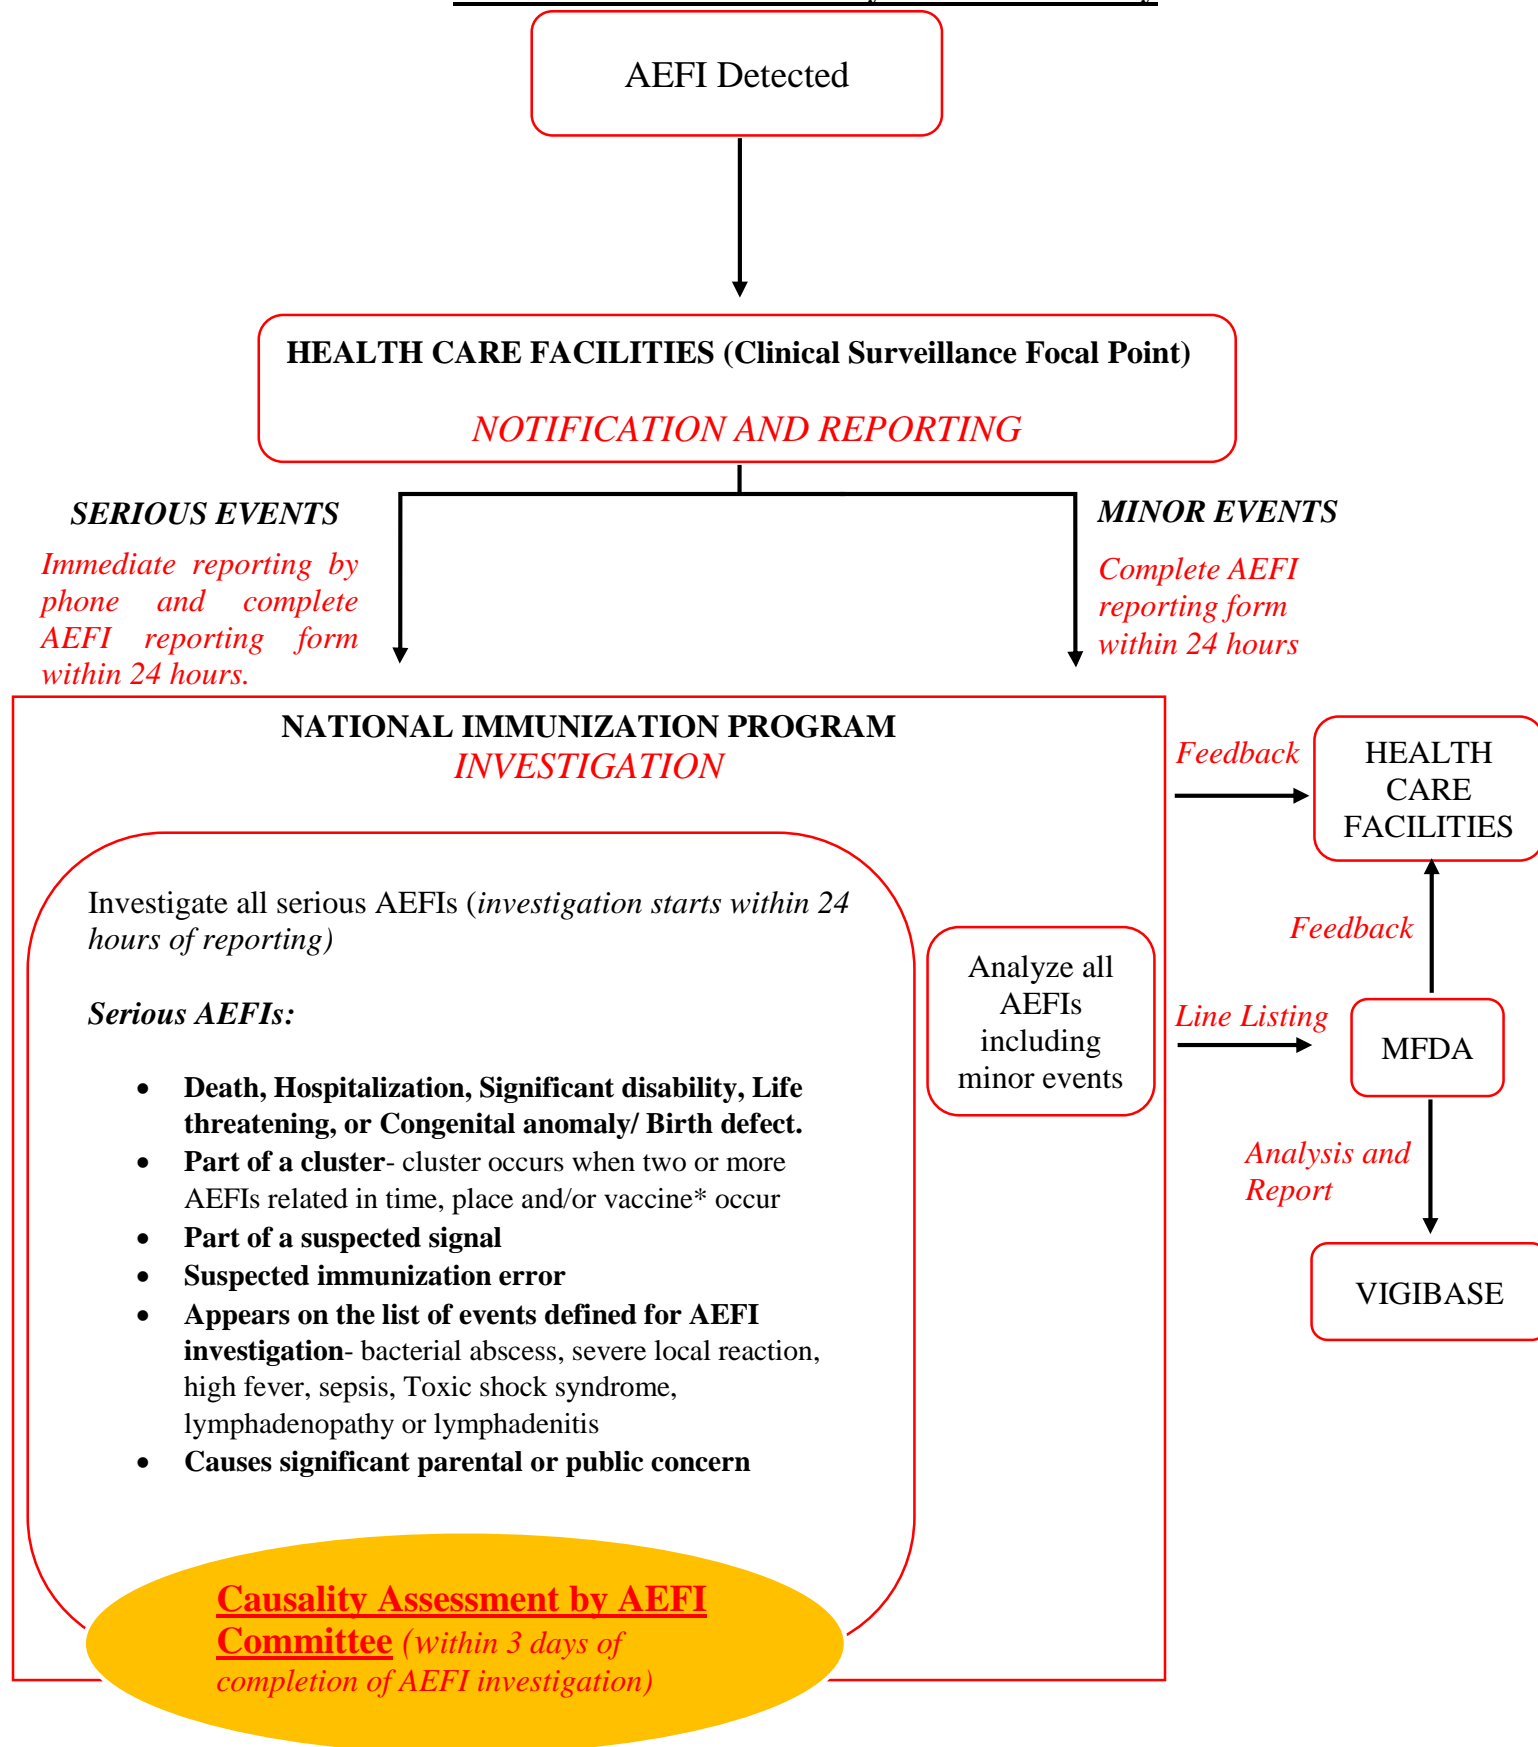 AEFI Detected
HEALTH CARE FACILITIES (Clinical Surveillance Focal Point)
NOTIFICATION AND REPORTING
SERIOUS EVENTS
Immediate reporting by
phone and complete
AEFI reporting form
within 24 hours.
MINOR EVENTS
Complete AEFI
reporting form
within 24 hours
NATIONAL IMMUNIZATION PROGRAM
INVESTIGATION
Investigate all serious AEFIs (investigation starts within 24
hours of reporting)
Serious AEFIs:
• Death, Hospitalization, Significant disability, Life
threatening, or Congenital anomaly/ Birth defect.
• Part of a cluster- cluster occurs when two or more
AEFIs related in time, place and/or vaccine* occur
• Part of a suspected signal
• Suspected immunization error
• Appears on the list of events defined for AEFI
investigation- bacterial abscess, severe local reaction,
high fever, sepsis, Toxic shock syndrome,
lymphadenopathy or lymphadenitis
• Causes significant parental or public concern
Causality Assessment by AEFI
Committee (within 3 days of
completion of AEFI investigation)
Analyze all
AEFIs
including
minor events
Feedback
HEALTH
CARE
FACILITIES
Feedback
Line Listing
MFDA
Analysis and
Report
VIGIBASE